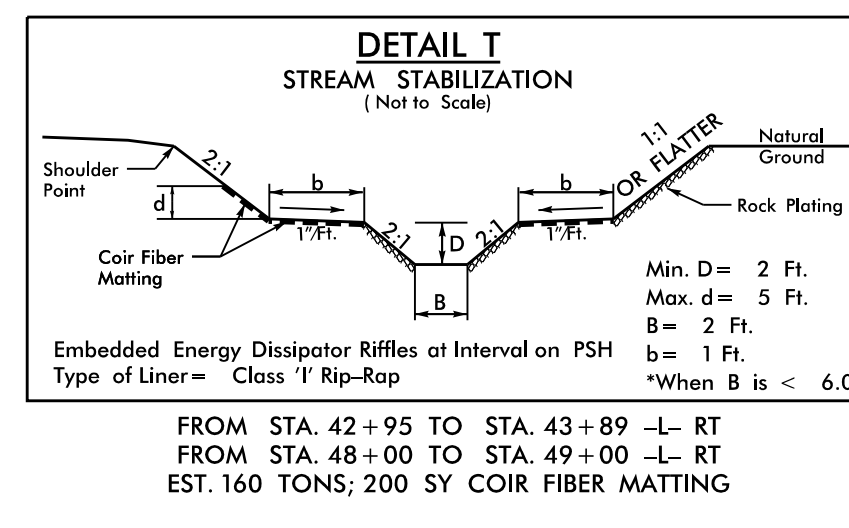 DETAIL T
STREAM STABILIZATION
( Not to Scale)
Shoulder
Point
2:1
d
b
Coir Fiber
Matting
1"/Ft.
2:1
D
B
2:1
b
1"/Ft.
1:1
OR FLATTER
Natural
Ground
Rock Plating
Min. D= 2 Ft.
Max. d= 5 Ft.
B= 2 Ft.
b= 1 Ft.
*When B is < 6.0
Embedded Energy Dissipator Riffles at Interval on PSH
Type of Liner= Class 'I' Rip-Rap
FROM STA. 42+95 TO STA. 43+89 -L- RT
FROM STA. 48+00 TO STA. 49+00 -L- RT
EST. 160 TONS; 200 SY COIR FIBER MATTING